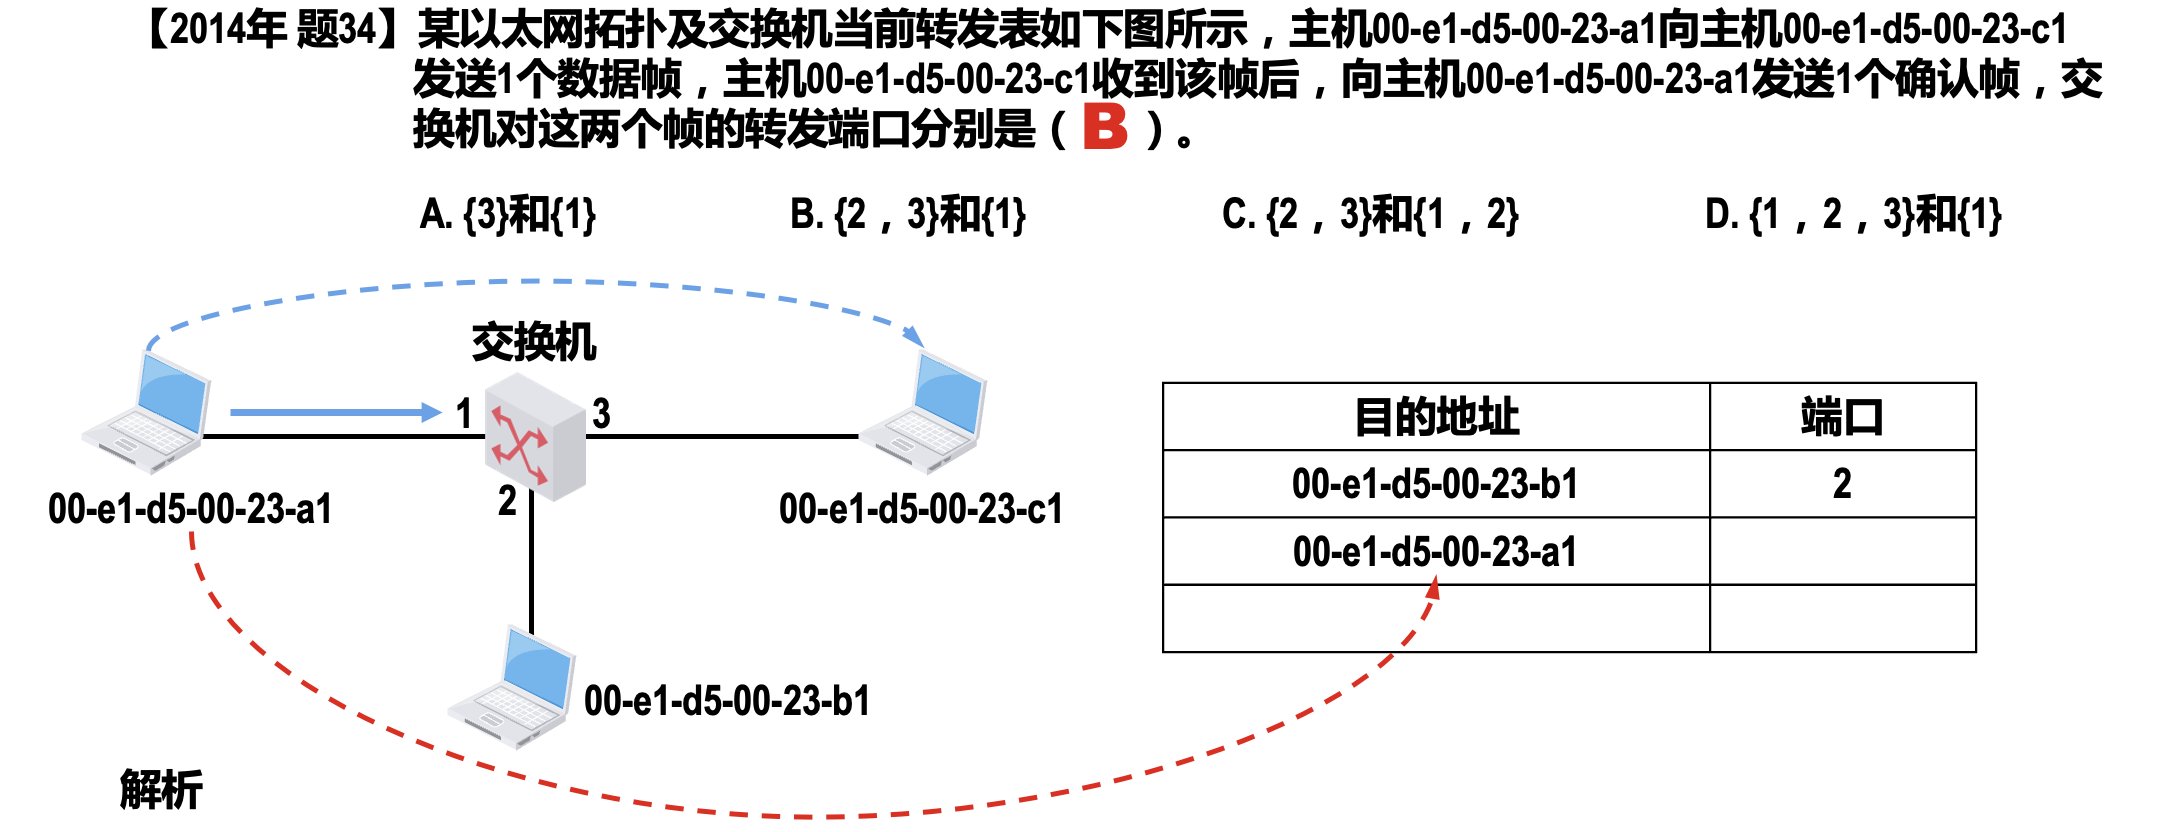 【2014年 题34】某以太网拓扑及交换机当前转发表如下图所示，主机00-e1-d5-00-23-a1向主机00-e1-d5-00-23-c1
发送1个数据帧，主机00-e1-d5-00-23-c1收到该帧后，向主机00-e1-d5-00-23-a1发送1个确认帧，交
换机对这两个帧的转发端口分别是（ B ）。
A. {3}和{1} B. {2，3}和{1} C. {2，3}和{1，2} D. {1，2，3}和{1}
交换机
1 3
2
00-e1-d5-00-23-a1 00-e1-d5-00-23-c1
00-e1-d5-00-23-b1
目的地址 端口
00-e1-d5-00-23-b1 2
00-e1-d5-00-23-a1
解析